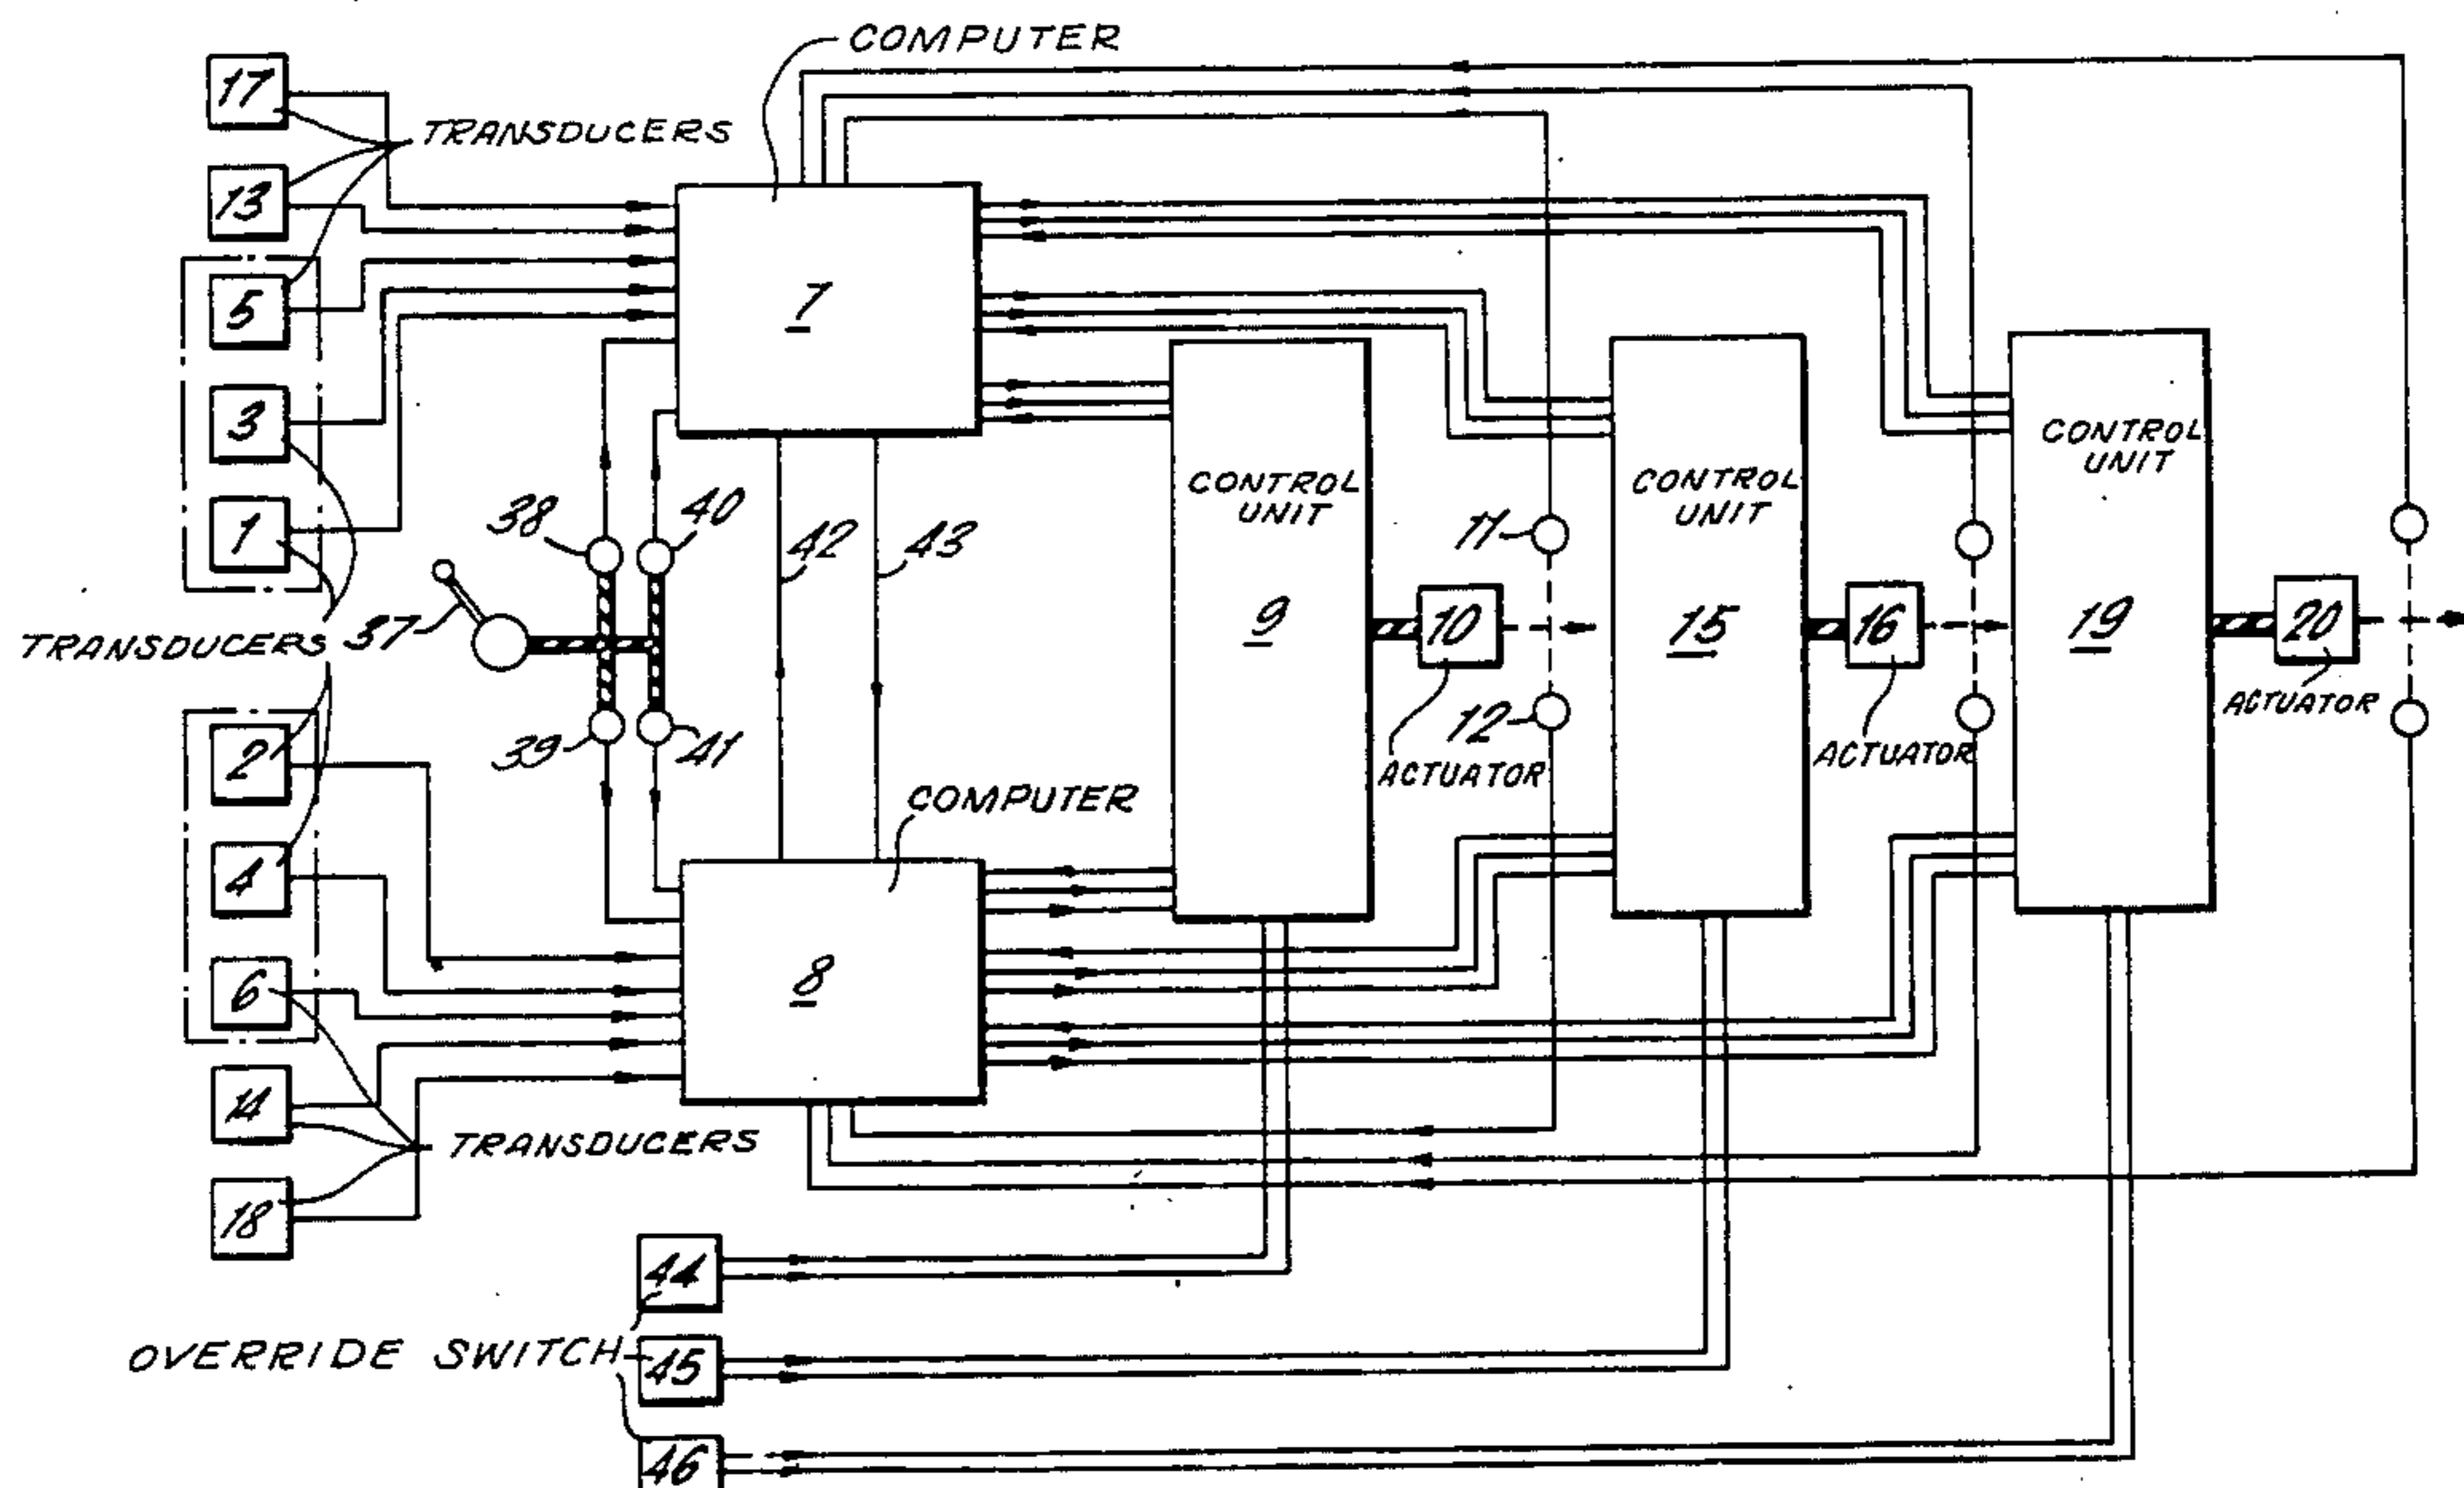 COMPUTER
17
TRANSDUCERS
13
5
7
3
1
38
40
42
43
CONTROL
UNIT
CONTROL
UNIT
CONTROL
UNIT
11
9
10
15
16
19
20
TRANSDUCERS
37
2
39
41
12
ACTUATOR
ACTUATOR
ACTUATOR
COMPUTER
4
6
8
14
TRANSDUCERS
18
44
OVERRIDE SWITCH
45
46